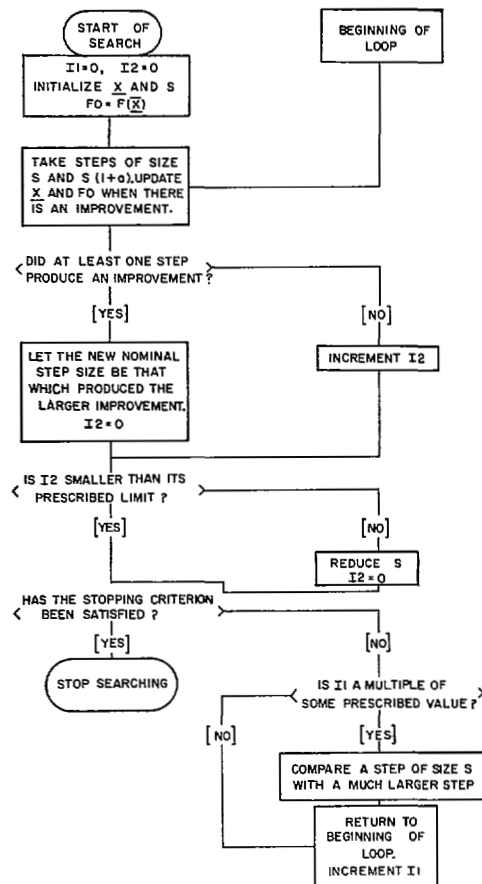 START OF
SEARCH
BEGINNING OF
LOOP
I1=0, I2=0
INITIALIZE X AND S
FO = F(X)
TAKE STEPS OF SIZE
S AND S (1+a), UPDATE
X AND FO WHEN THERE
IS AN IMPROVEMENT.
DID AT LEAST ONE STEP
PRODUCE AN IMPROVEMENT?
[YES]
[NO]
LET THE NEW NOMINAL
STEP SIZE BE THAT
WHICH PRODUCED THE
LARGER IMPROVEMENT.
I2=0
INCREMENT I2
IS I2 SMALLER THAN ITS
PRESCRIBED LIMIT ?
[YES]
[NO]
REDUCE S
I2=0
HAS THE STOPPING CRITERION
BEEN SATISFIED ?
[YES]
[NO]
STOP SEARCHING
IS I1 A MULTIPLE OF
SOME PRESCRIBED VALUE?
[NO]
[YES]
COMPARE A STEP OF SIZE S
WITH A MUCH LARGER STEP
RETURN TO
BEGINNING OF
LOOP.
INCREMENT I1